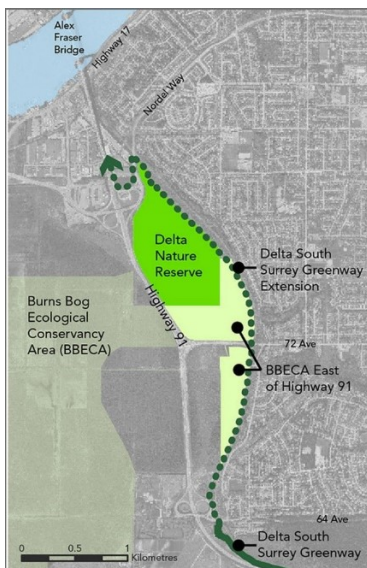 Alex
Fraser
Bridge
Highway 17
Nordel Way
Delta
Nature
Reserve
Delta South
Surrey Greenway
Extension
Burns Bog
Ecological
Conservancy
Area (BBECA)
Highway 91
72 Ave
BBECA East
of Highway 91
64 Ave
Delta South
Surrey Greenway
0 0.5 1
Kilometres